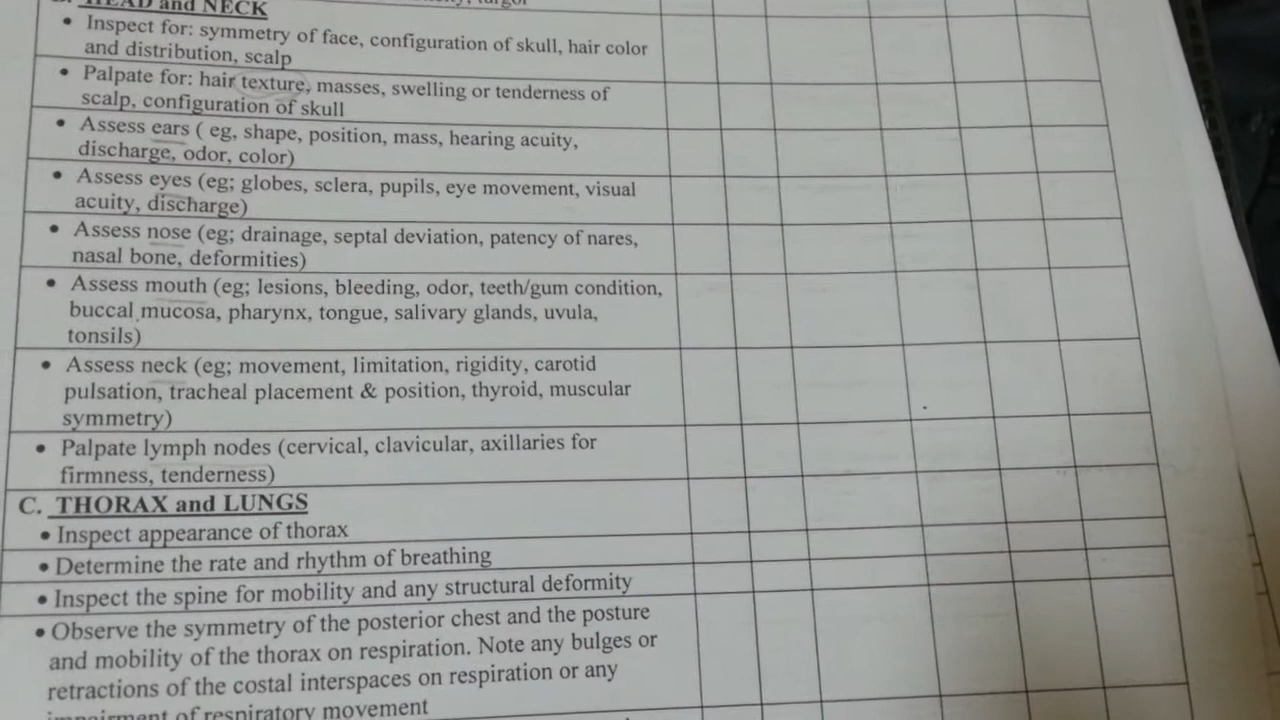 HEAD and NECK
• Inspect for: symmetry of face, configuration of skull, hair color
and distribution, scalp
• Palpate for: hair texture, masses, swelling or tenderness of
scalp, configuration of skull
• Assess ears ( eg, shape, position, mass, hearing acuity,
discharge, odor, color)
• Assess eyes (eg; globes, sclera, pupils, eye movement, visual
acuity, discharge)
• Assess nose (eg; drainage, septal deviation, patency of nares,
nasal bone, deformities)
• Assess mouth (eg; lesions, bleeding, odor, teeth/gum condition,
buccal mucosa, pharynx, tongue, salivary glands, uvula,
tonsils)
• Assess neck (eg; movement, limitation, rigidity, carotid
pulsation, tracheal placement & position, thyroid, muscular
symmetry)
• Palpate lymph nodes (cervical, clavicular, axillaries for
firmness, tenderness)
C. THORAX and LUNGS
• Inspect appearance of thorax
• Determine the rate and rhythm of breathing
• Inspect the spine for mobility and any structural deformity
• Observe the symmetry of the posterior chest and the posture
and mobility of the thorax on respiration. Note any bulges or
retractions of the costal interspaces on respiration or any
impairment of respiratory movement